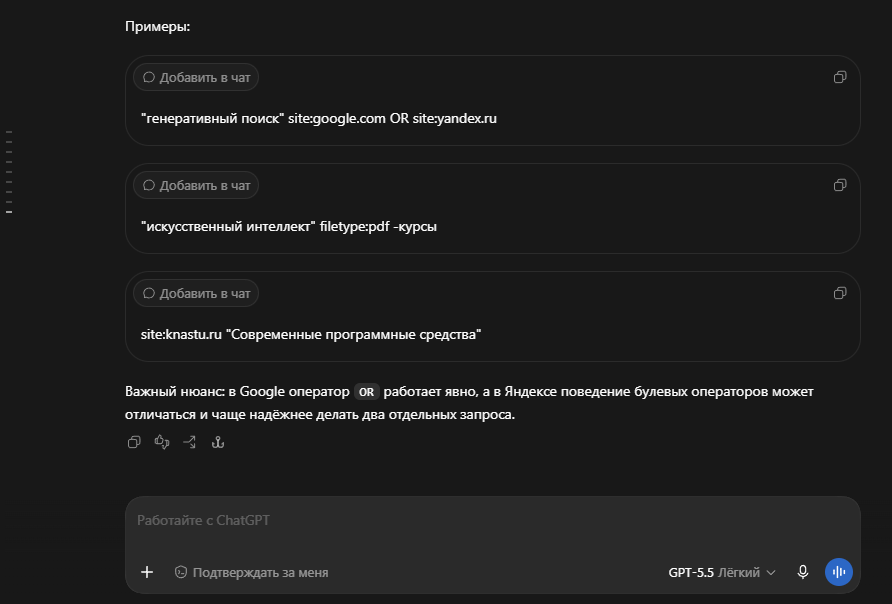 Примеры:
Добавить в чат
"генеративный поиск" site:google.com OR site:yandex.ru
Добавить в чат
"искусственный интеллект" filetype:pdf -курсы
Добавить в чат
site:knastu.ru "Современные программные средства"
Важный нюанс: в Google оператор OR работает явно, а в Яндексе поведение булевых операторов может
отличаться и чаще надёжнее делать два отдельных запроса.
Работайте с ChatGPT
Подтверждать за меня
GPT-5.5 Лёгкий